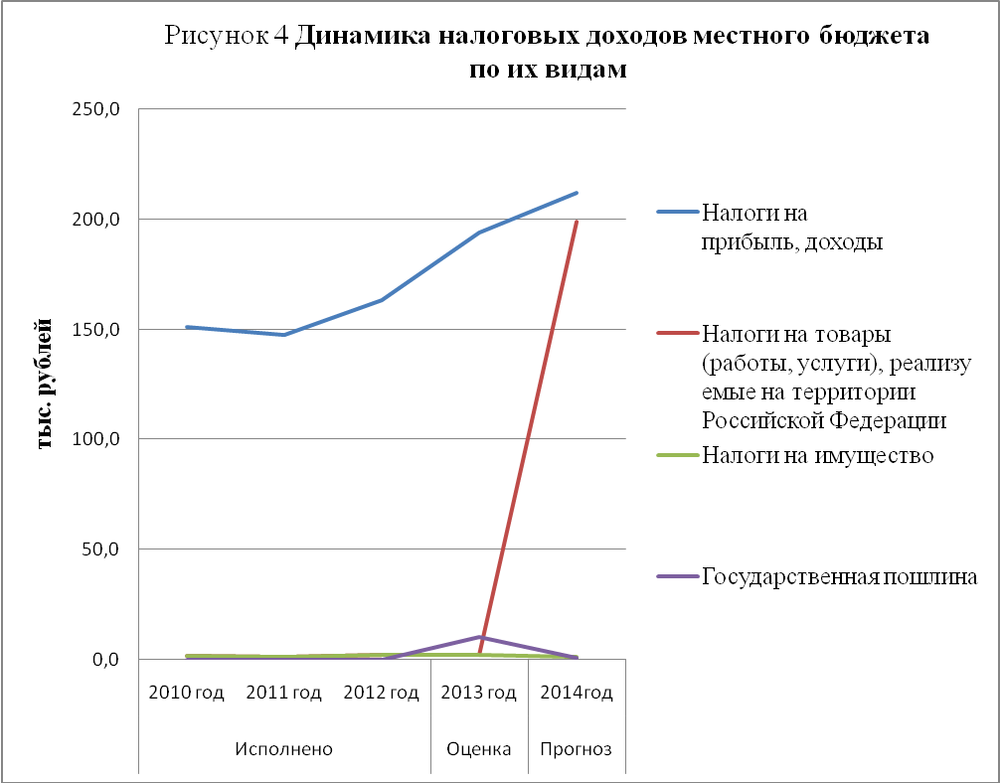 Рисунок 4 Динамика налоговых доходов местного бюджета
по их видам
250,0
200,0
150,0
100,0
50,0
0,0
тыс. рублей
2010 год
2011 год
2012 год
2013 год
2014год
Исполнено
Оценка
Прогноз
Налоги на
прибыль, доходы
Налоги на товары
(работы, услуги), реализу
емые на территории
Российской Федерации
Налоги на имущество
Государственная пошлина